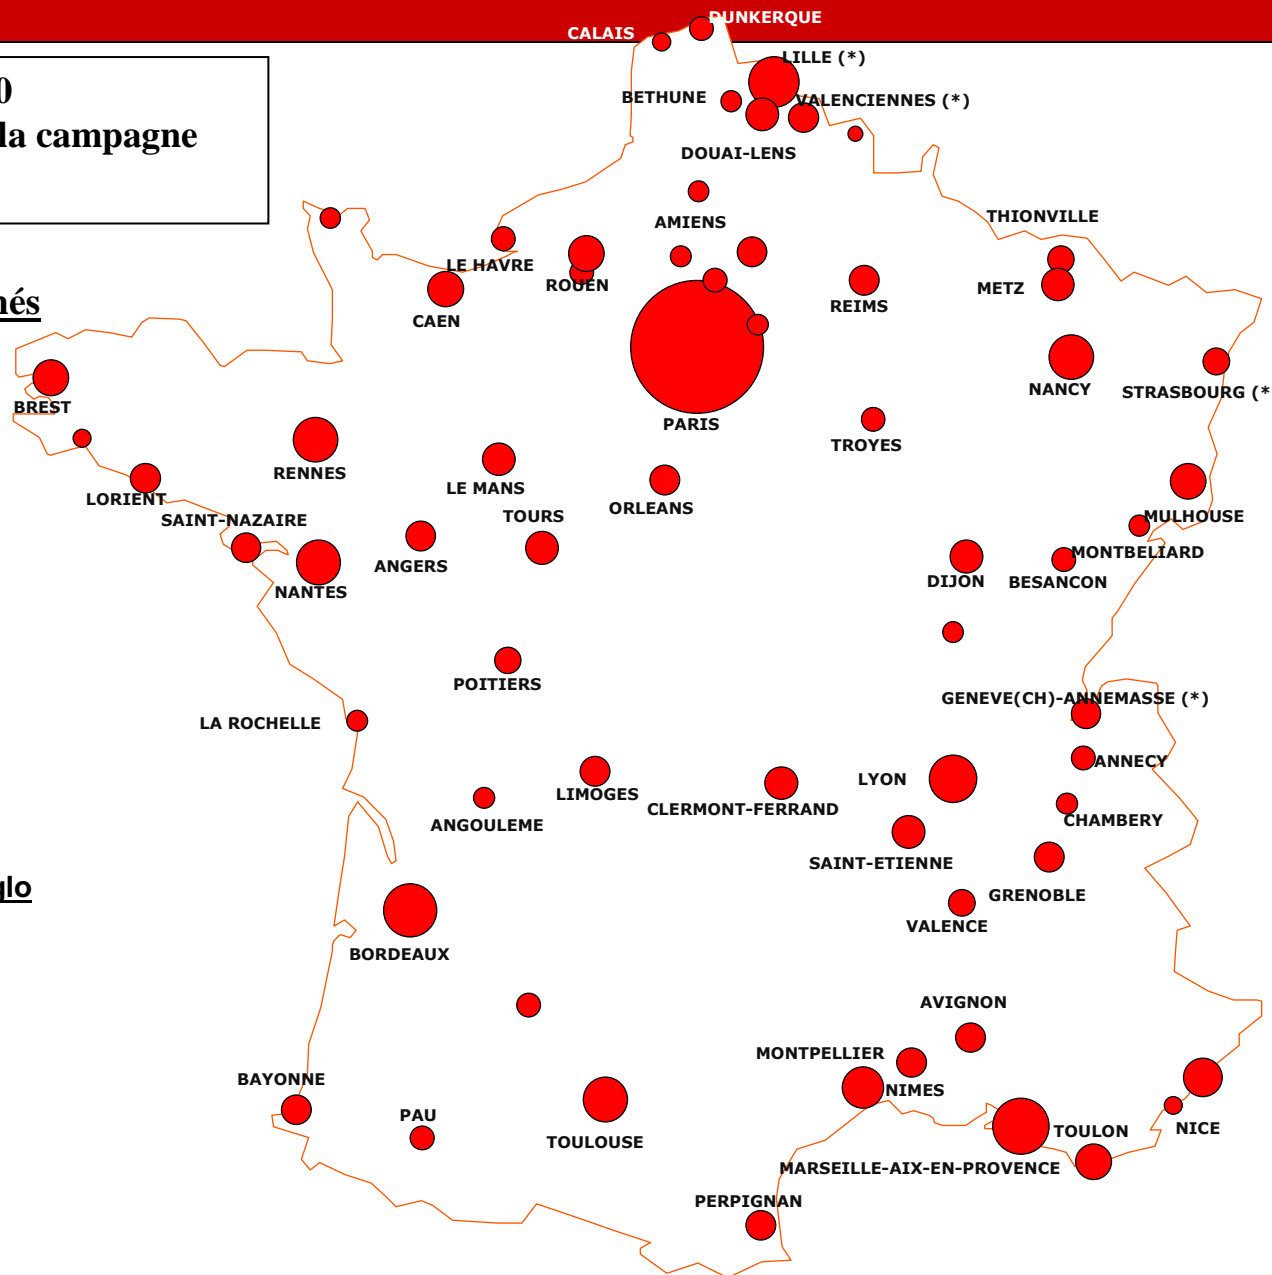 DUNKERQUE
CALAIS
LILLE (*)
la campagne
BETHUNE
VALENCIENNES (*)
DOUAI-LENS
AMIENS
THIONVILLE
LE HAVRE
ROUEN
METZ
REIMS
CAEN
NANCY
STRASBOURG (*
BREST
PARIS
TROYES
RENNES
LE MANS
LORIENT
ORLEANS
SAINT-NAZAIRE
TOURS
MULHOUSE
MONTBELIARD
ANGERS
DIJON
BESANCON
NANTES
POITIERS
GENEVE(CH)-ANNEMASSE (*)
LA ROCHELLE
ANNECY
LYON
LIMOGES
CLERMONT-FERRAND
CHAMBERY
ANGOULEME
SAINT-ETIENNE
GRENOBLE
VALENCE
BORDEAUX
AVIGNON
MONTPELLIER
BAYONNE
NIMES
PAU
NICE
TOULON
TOULOUSE
MARSEILLE-AIX-EN-PROVENCE
PERPIGNAN